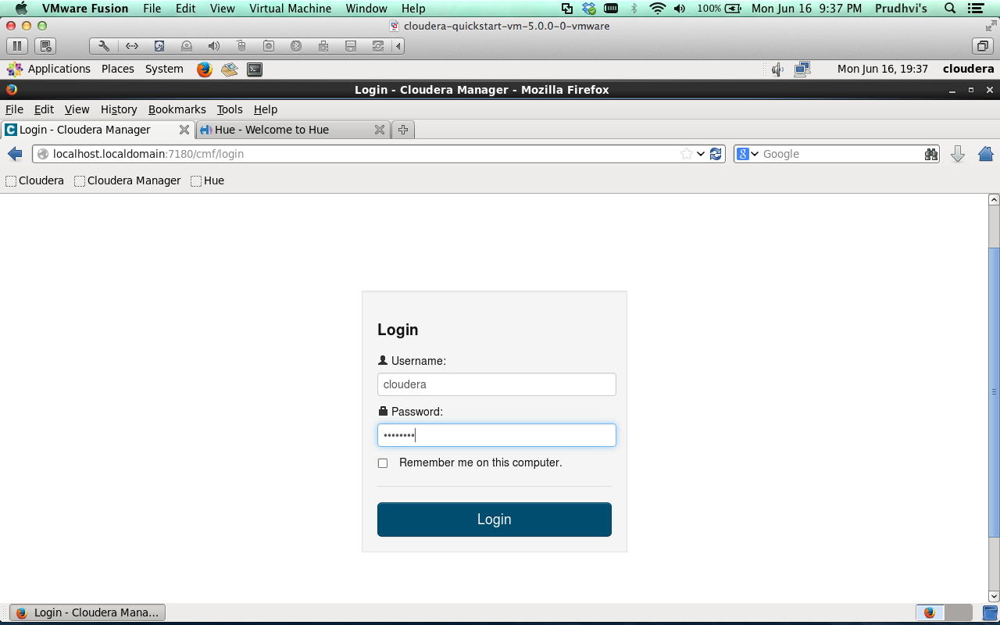 VMware Fusion File Edit View Virtual Machine Window Help 100% Mon Jun 16 9:37 PM Prudhvi's
cloudera-quickstart-vm-5.0.0-0-vmware
Applications Places System Mon Jun 16, 19:37 cloudera
Login - Cloudera Manager - Mozilla Firefox
File Edit View History Bookmarks Tools Help
C Login - Cloudera Manager Hue - Welcome to Hue
localhost.localdomain:7180/cmf/login 8 Google
Cloudera Cloudera Manager Hue
Login
Username:
cloudera
Password:
••••••••
Remember me on this computer.
Login
Login - Cloudera Mana...